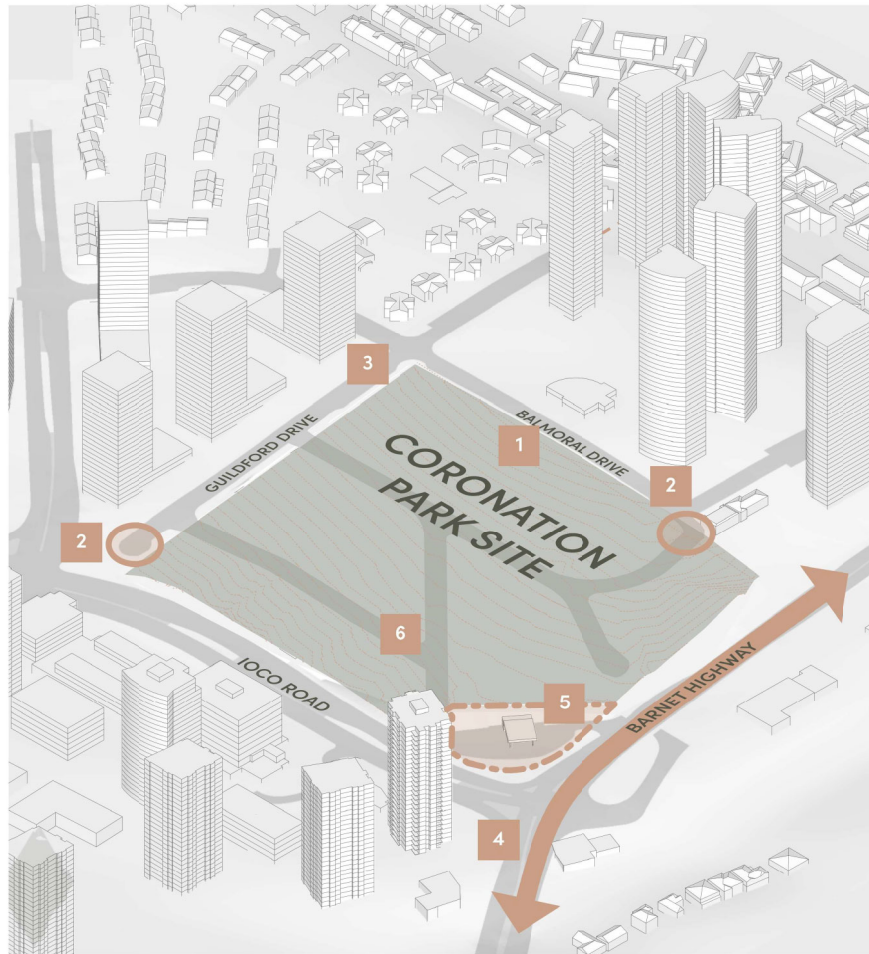 3
1
BALMORAL DRIVE
GUILDFORD DRIVE
CORONATION
PARK SITE
2
2
6
IOCO ROAD
5
BARNET HIGHWAY
4